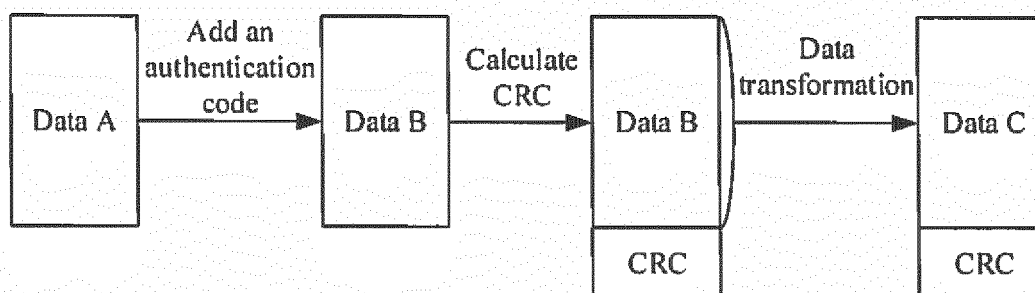 Data A
Add an
authentication
code
Data B
Calculate
CRC
Data B
CRC
Data
transformation
Data C
CRC